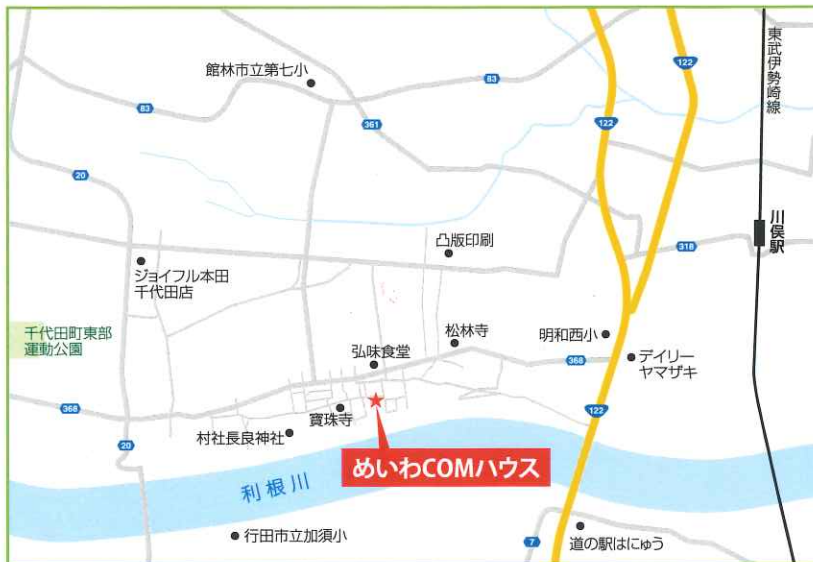 東武伊勢崎線
122
館林市立第七小
83
122
83
361
122
20
川俣駅
凸版印刷
318
ジョイフル本田
千代田店
千代田町東部
運動公園
松林寺
明和西小
弘味食堂
デイリー
ヤマザキ
368
368
寶珠寺
122
村社長良神社
20
めいわCOMハウス
利根川
行田市立加須小
7
道の駅はにゅう